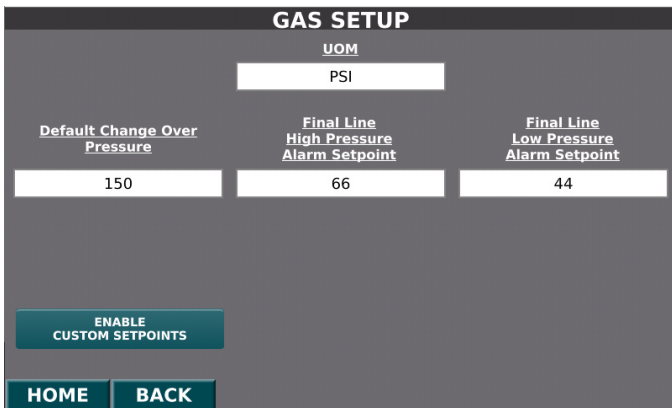 GAS SETUP
UOM
PSI
Default Change Over
Pressure
Final Line
High Pressure
Alarm Setpoint
Final Line
Low Pressure
Alarm Setpoint
150
66
44
ENABLE
CUSTOM SETPOINTS
HOME
BACK